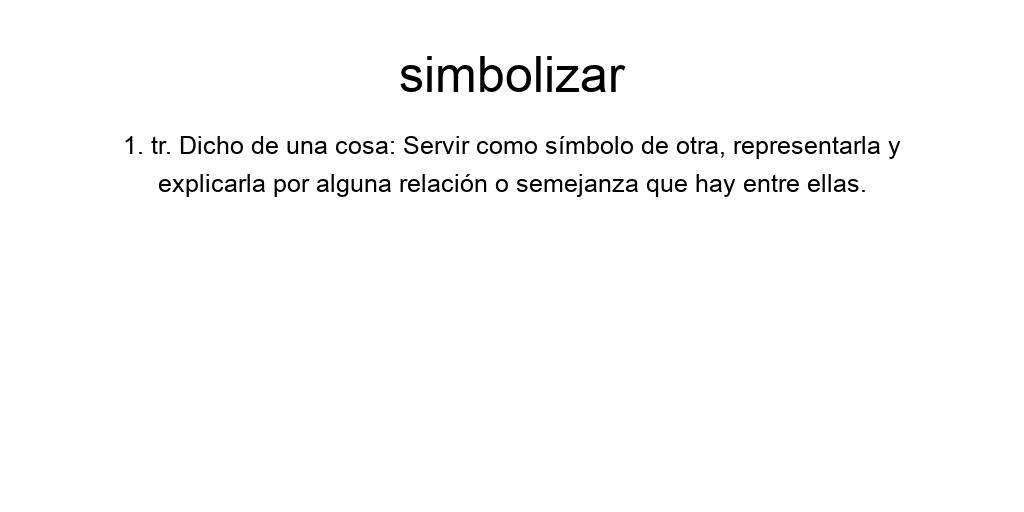 simbolizar
1. tr. Dicho de una cosa: Servir como símbolo de otra, representarla y
explicarla por alguna relación o semejanza que hay entre ellas.